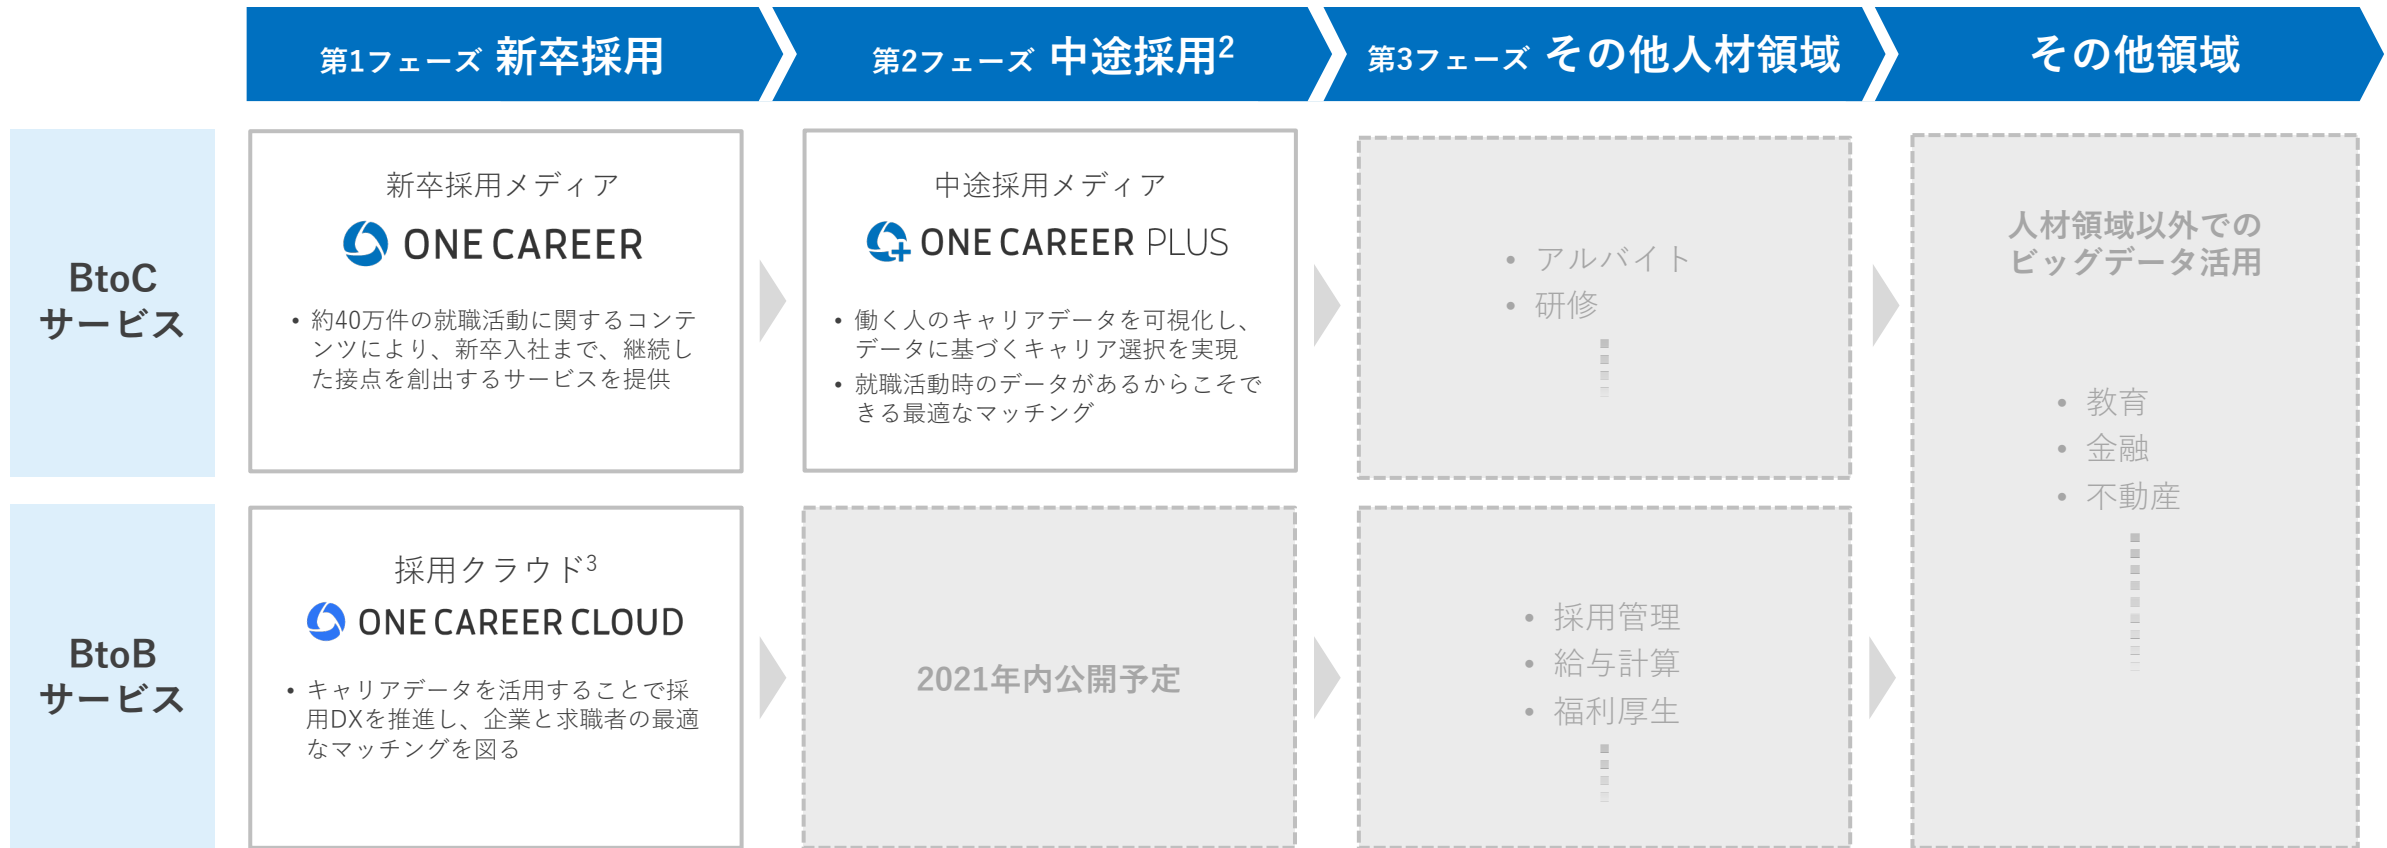 第1フェーズ 新卒採用
第2フェーズ 中途採用2
第3フェーズ その他人材領域
その他領域
BtoC
サービス
新卒採用メディア
ONE CAREER
• 約40万件の就職活動に関するコンテ
ンツにより、新卒入社まで、継続し
た接点を創出するサービスを提供
中途採用メディア
ONE CAREER PLUS
• 働く人のキャリアデータを可視化し、
データに基づくキャリア選択を実現
• 就職活動時のデータがあるからこそで
きる最適なマッチング
• アルバイト
• 研修
人材領域以外での
ビッグデータ活用
• 教育
• 金融
• 不動産
BtoB
サービス
採用クラウド3
ONE CAREER CLOUD
• キャリアデータを活用することで採
用DXを推進し、企業と求職者の最適
なマッチングを図る
2021年内公開予定
• 採用管理
• 給与計算
• 福利厚生